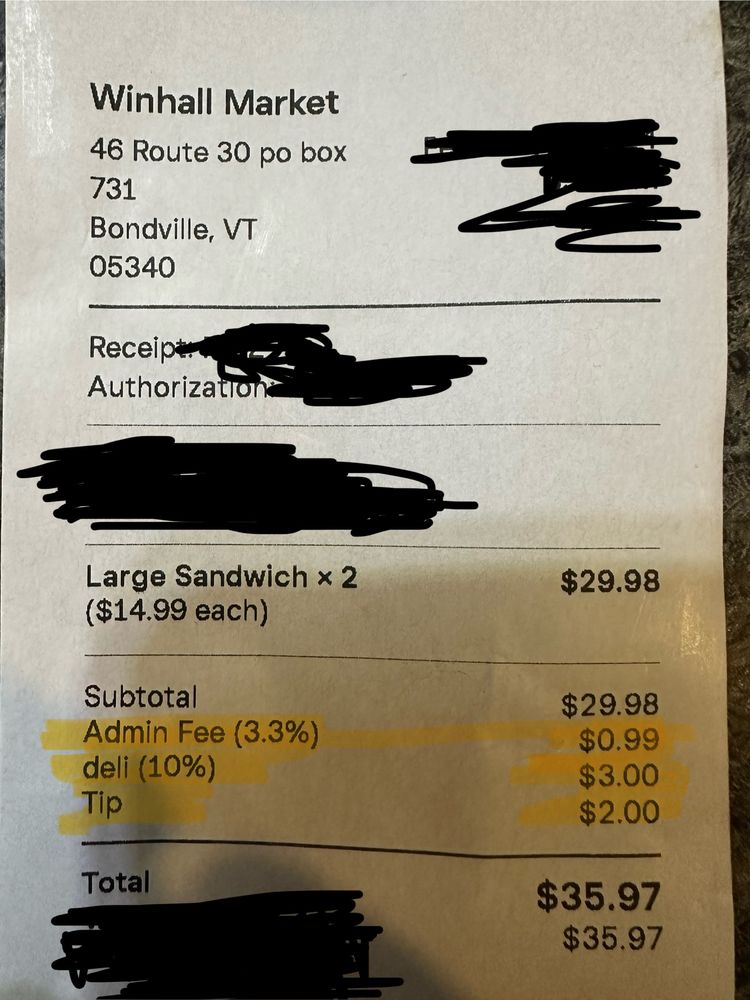 Winhall Market
46 Route 30 po box
731
Bondville, VT
05340
Receipt:
Authorization:
Large Sandwich × 2 $29.98
($14.99 each)
Subtotal $29.98
Admin Fee (3.3%) $0.99
deli (10%) $3.00
Tip $2.00
Total $35.97
$35.97